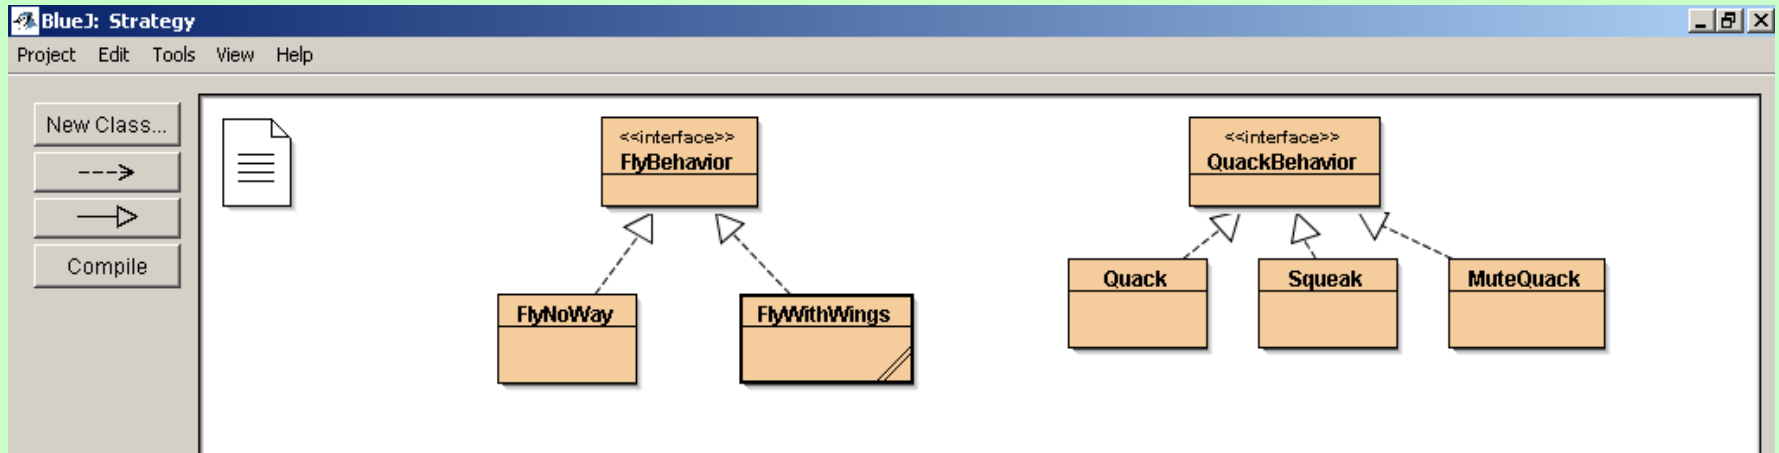 BlueJ: Strategy
Project Edit Tools View Help
New Class...
Compile
<<interface>>
FlyBehavior
<<interface>>
QuackBehavior
FlyNoWay
FlyWithWings
Quack
Squeak
MuteQuack